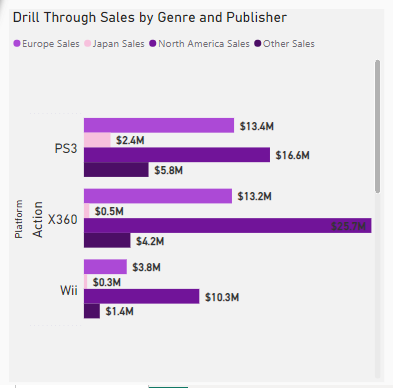 Drill Through Sales by Genre and Publisher
Europe Sales Japan Sales North America Sales Other Sales
$13.4M
$2.4M
PS3
$16.6M
$5.8M
$13.2M
$0.5M
X360
$25.7M
$4.2M
$3.8M
$0.3M
Wii
$10.3M
$1.4M
Action
Platform